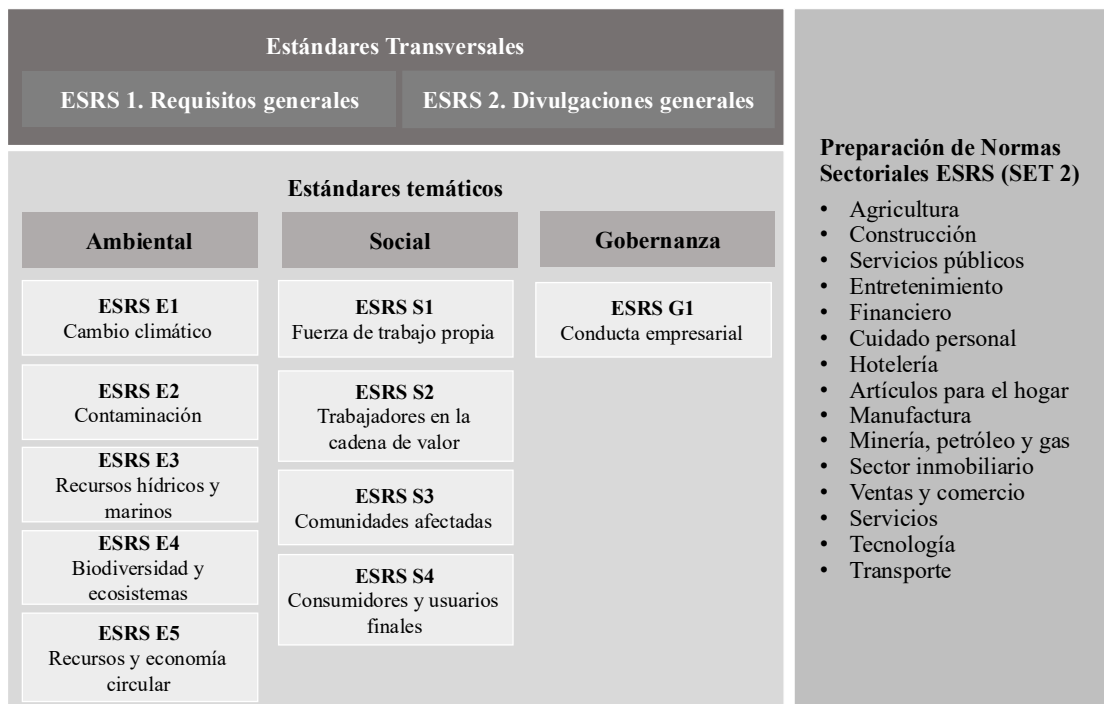 Estándares Transversales
ESRS 1. Requisitos generales
ESRS 2. Divulgaciones generales
Estándares temáticos
Ambiental
ESRS E1
Cambio climático
ESRS E2
Contaminación
ESRS E3
Recursos hídricos y
marinos
ESRS E4
Biodiversidad y
ecosistemas
ESRS E5
Recursos y economía
circular
Social
ESRS S1
Fuerza de trabajo propia
ESRS S2
Trabajadores en la
cadena de valor
ESRS S3
Comunidades afectadas
ESRS S4
Consumidores y usuarios
finales
Gobernanza
ESRS G1
Conducta empresarial
Preparación de Normas
Sectoriales ESRS (SET 2)
• Agricultura
• Construcción
• Servicios públicos
• Entretenimiento
• Financiero
• Cuidado personal
• Hotelería
• Artículos para el hogar
• Manufactura
• Minería, petróleo y gas
• Sector inmobiliario
• Ventas y comercio
• Servicios
• Tecnología
• Transporte